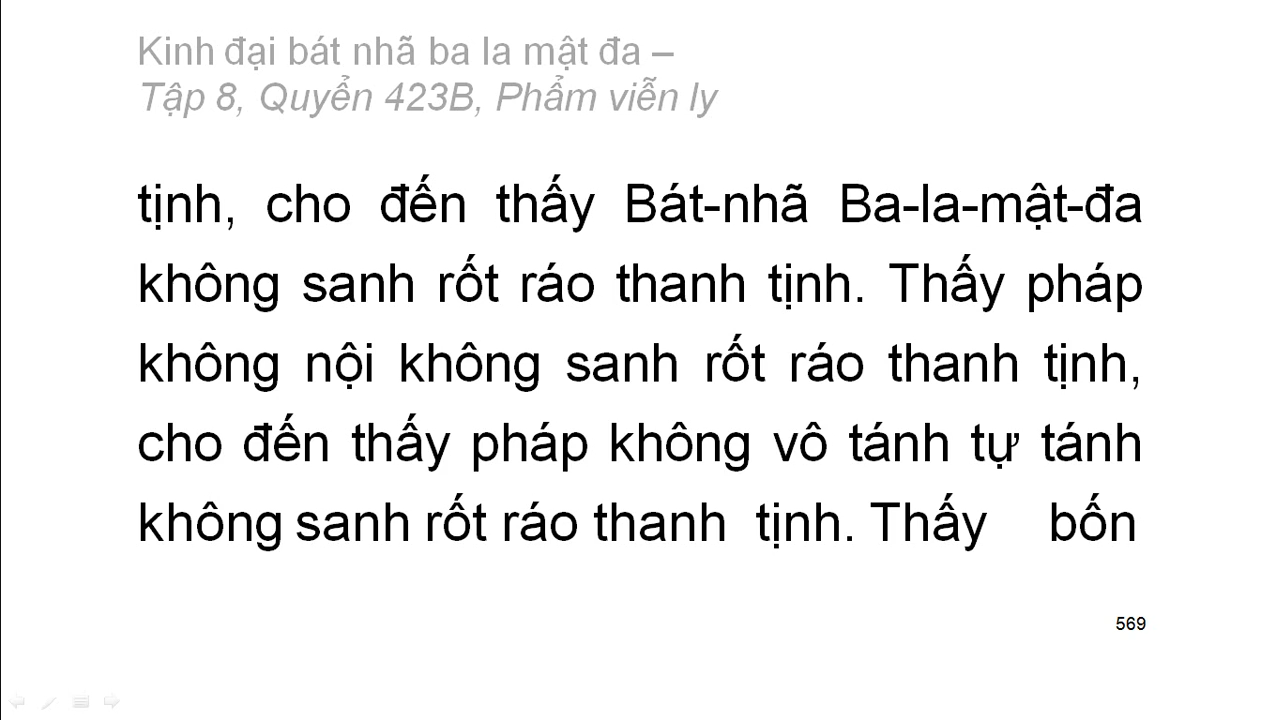 Kinh đại bát nhã ba la mật đa –
Tập 8, Quyển 423B, Phẩm viễn ly
tịnh, cho đến thấy Bát-nhã Ba-la-mật-đa
không sanh rốt ráo thanh tịnh. Thấy pháp
không nội không sanh rốt ráo thanh tịnh,
cho đến thấy pháp không vô tánh tự tánh
không sanh rốt ráo thanh tịnh. Thấy bốn
569